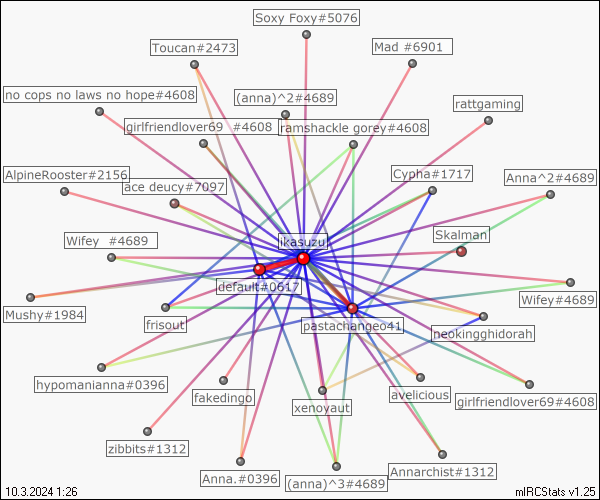 Soxy Foxy#5076
Toucan#2473
Mad #6901
no cops no laws no hope#4608
(anna)^2#4689
rattgaming
girlfriendlover69 #4608
ramshackle gorey#4608
AlpineRooster#2156
ace deucy#7097
Cypha#1717
Anna^2#4689
Wifey #4689
ikasuzu
Skalman
default#0617
Mushy#1984
frisout
pastachangeo41
neckingghidorah
Wifey#4689
hypomanianna#0396
fakedingo
xenoyaut
avelicious
girlfriendlover69#4608
zibbits#1312
Anna.#0396
(anna)^3#4689
Annarchist#1312
10.3.2024 1:26
mIRCStats v1.25